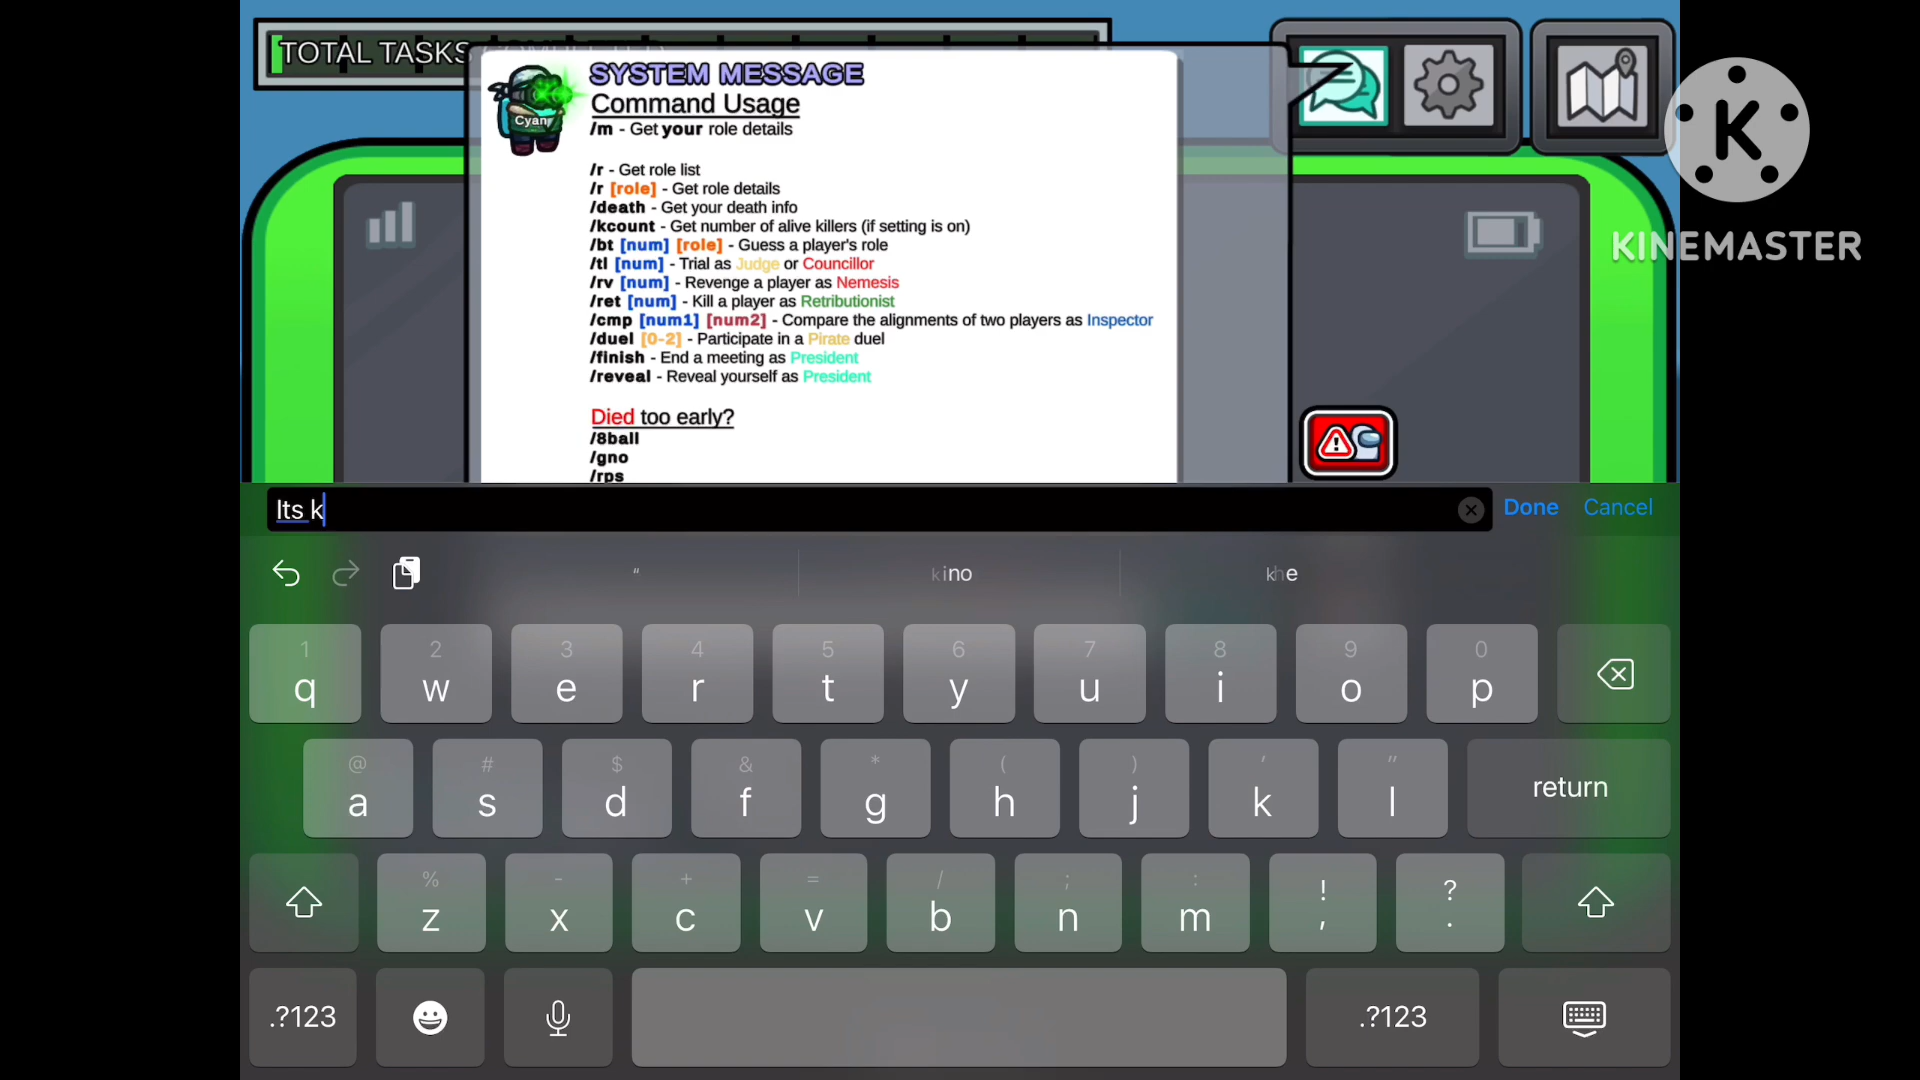 TOTAL TASKS
SYSTEM MESSAGE
Command Usage
Cyan
/m - Get your role details
/r - Get role list
/r [role] - Get role details
/death - Get your death info
/kcount - Get number of alive killers (if setting is on)
/bt [num] [role] - Guess a player's role
/tl [num] - Trial as Judge or Councillor
/rv [num] - Revenge a player as Nemesis
/ret [num] - Kill a player as Retributionist
/cmp [num1] [num2] - Compare the alignments of two players as Inspector
/duel [0-2] - Participate in a Pirate duel
/finish - End a meeting as President
/reveal - Reveal yourself as President
Died too early?
/8ball
/gno
/rps
K
KINEMASTER
Its k
Done Cancel
“ kino khe
1 2 3 4 5 6 7 8 9 0
q w e r t y u i o p
@ # $ & * ( ) ' "
a s d f g h j k l return
% - + = / ; : ! ?
z x c v b n m , .
.?123 .?123